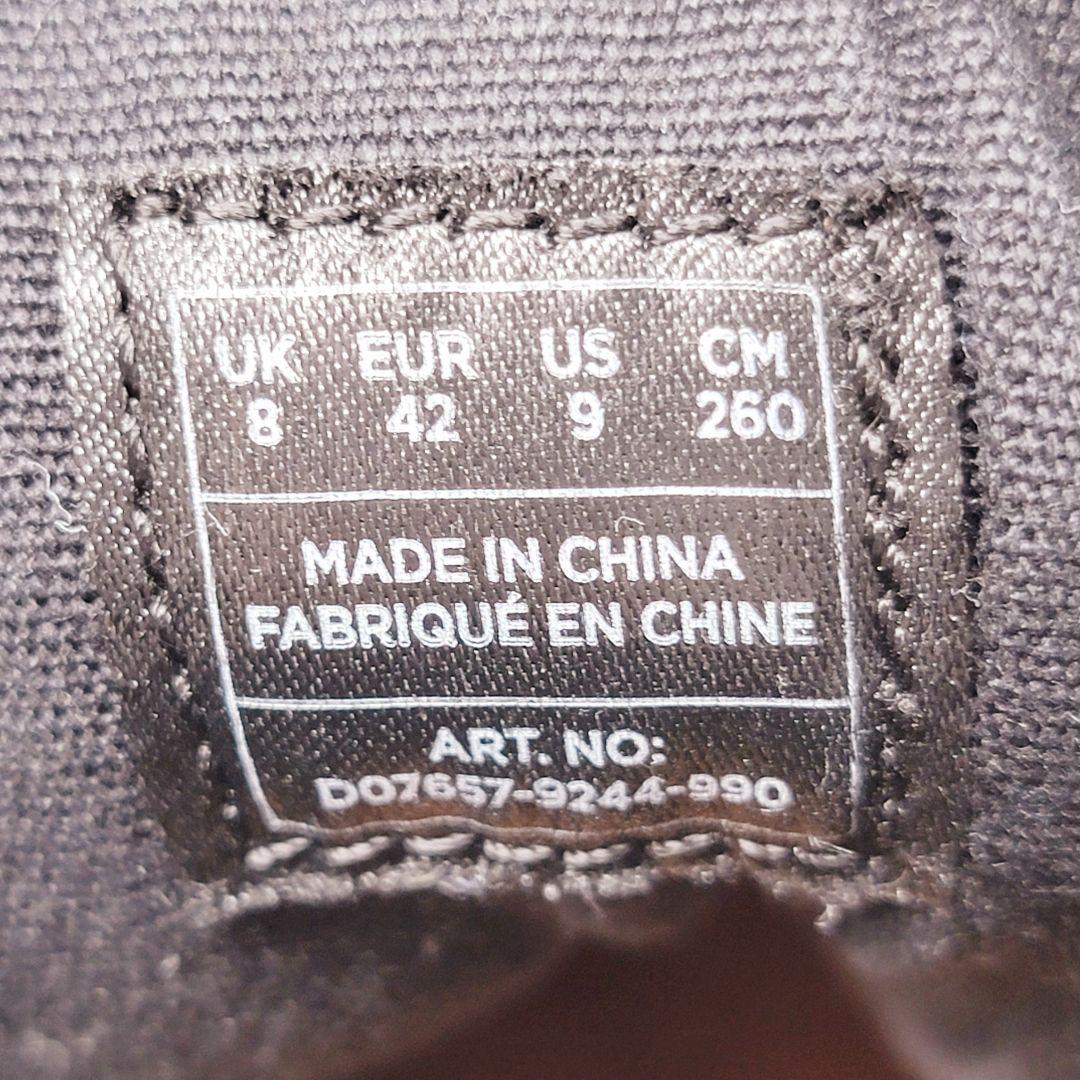 UK EUR US CM
8 42 9 260
MADE IN CHINA
FABRIQUÉ EN CHINE
ART. NO:
D07657-9244-990